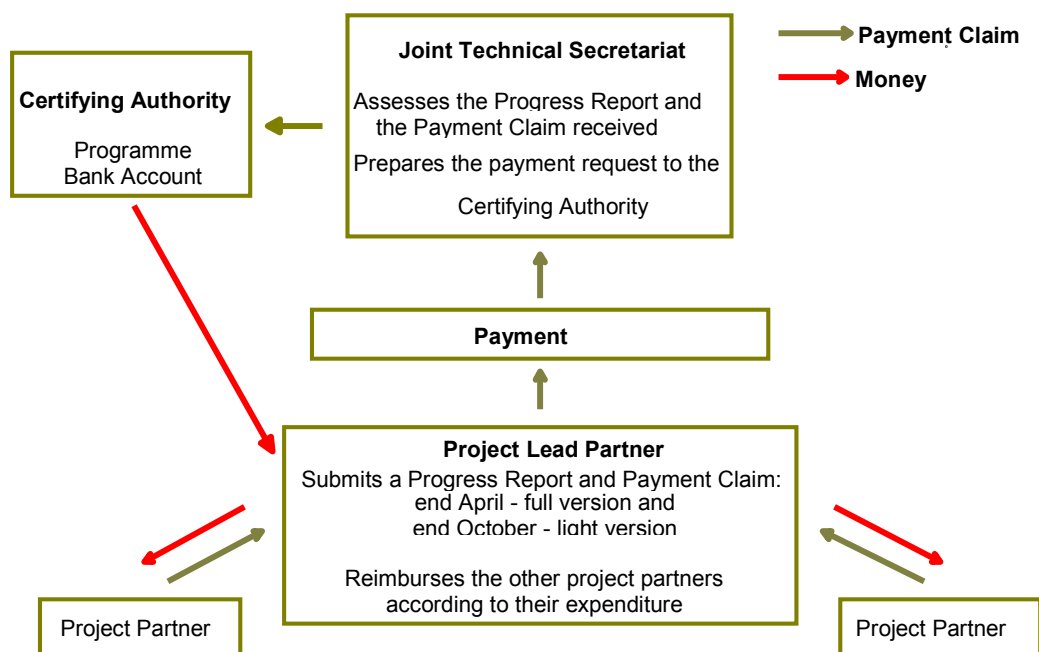 Joint Technical Secretariat
Assesses the Progress Report and
the Payment Claim received
Prepares the payment request to the
Certifying Authority
Payment Claim
Money
Certifying Authority
Programme
Bank Account
Payment
Project Lead Partner
Submits a Progress Report and Payment Claim:
end April - full version and
end October - light version
Reimburses the other project partners
according to their expenditure
Project Partner
Project Partner